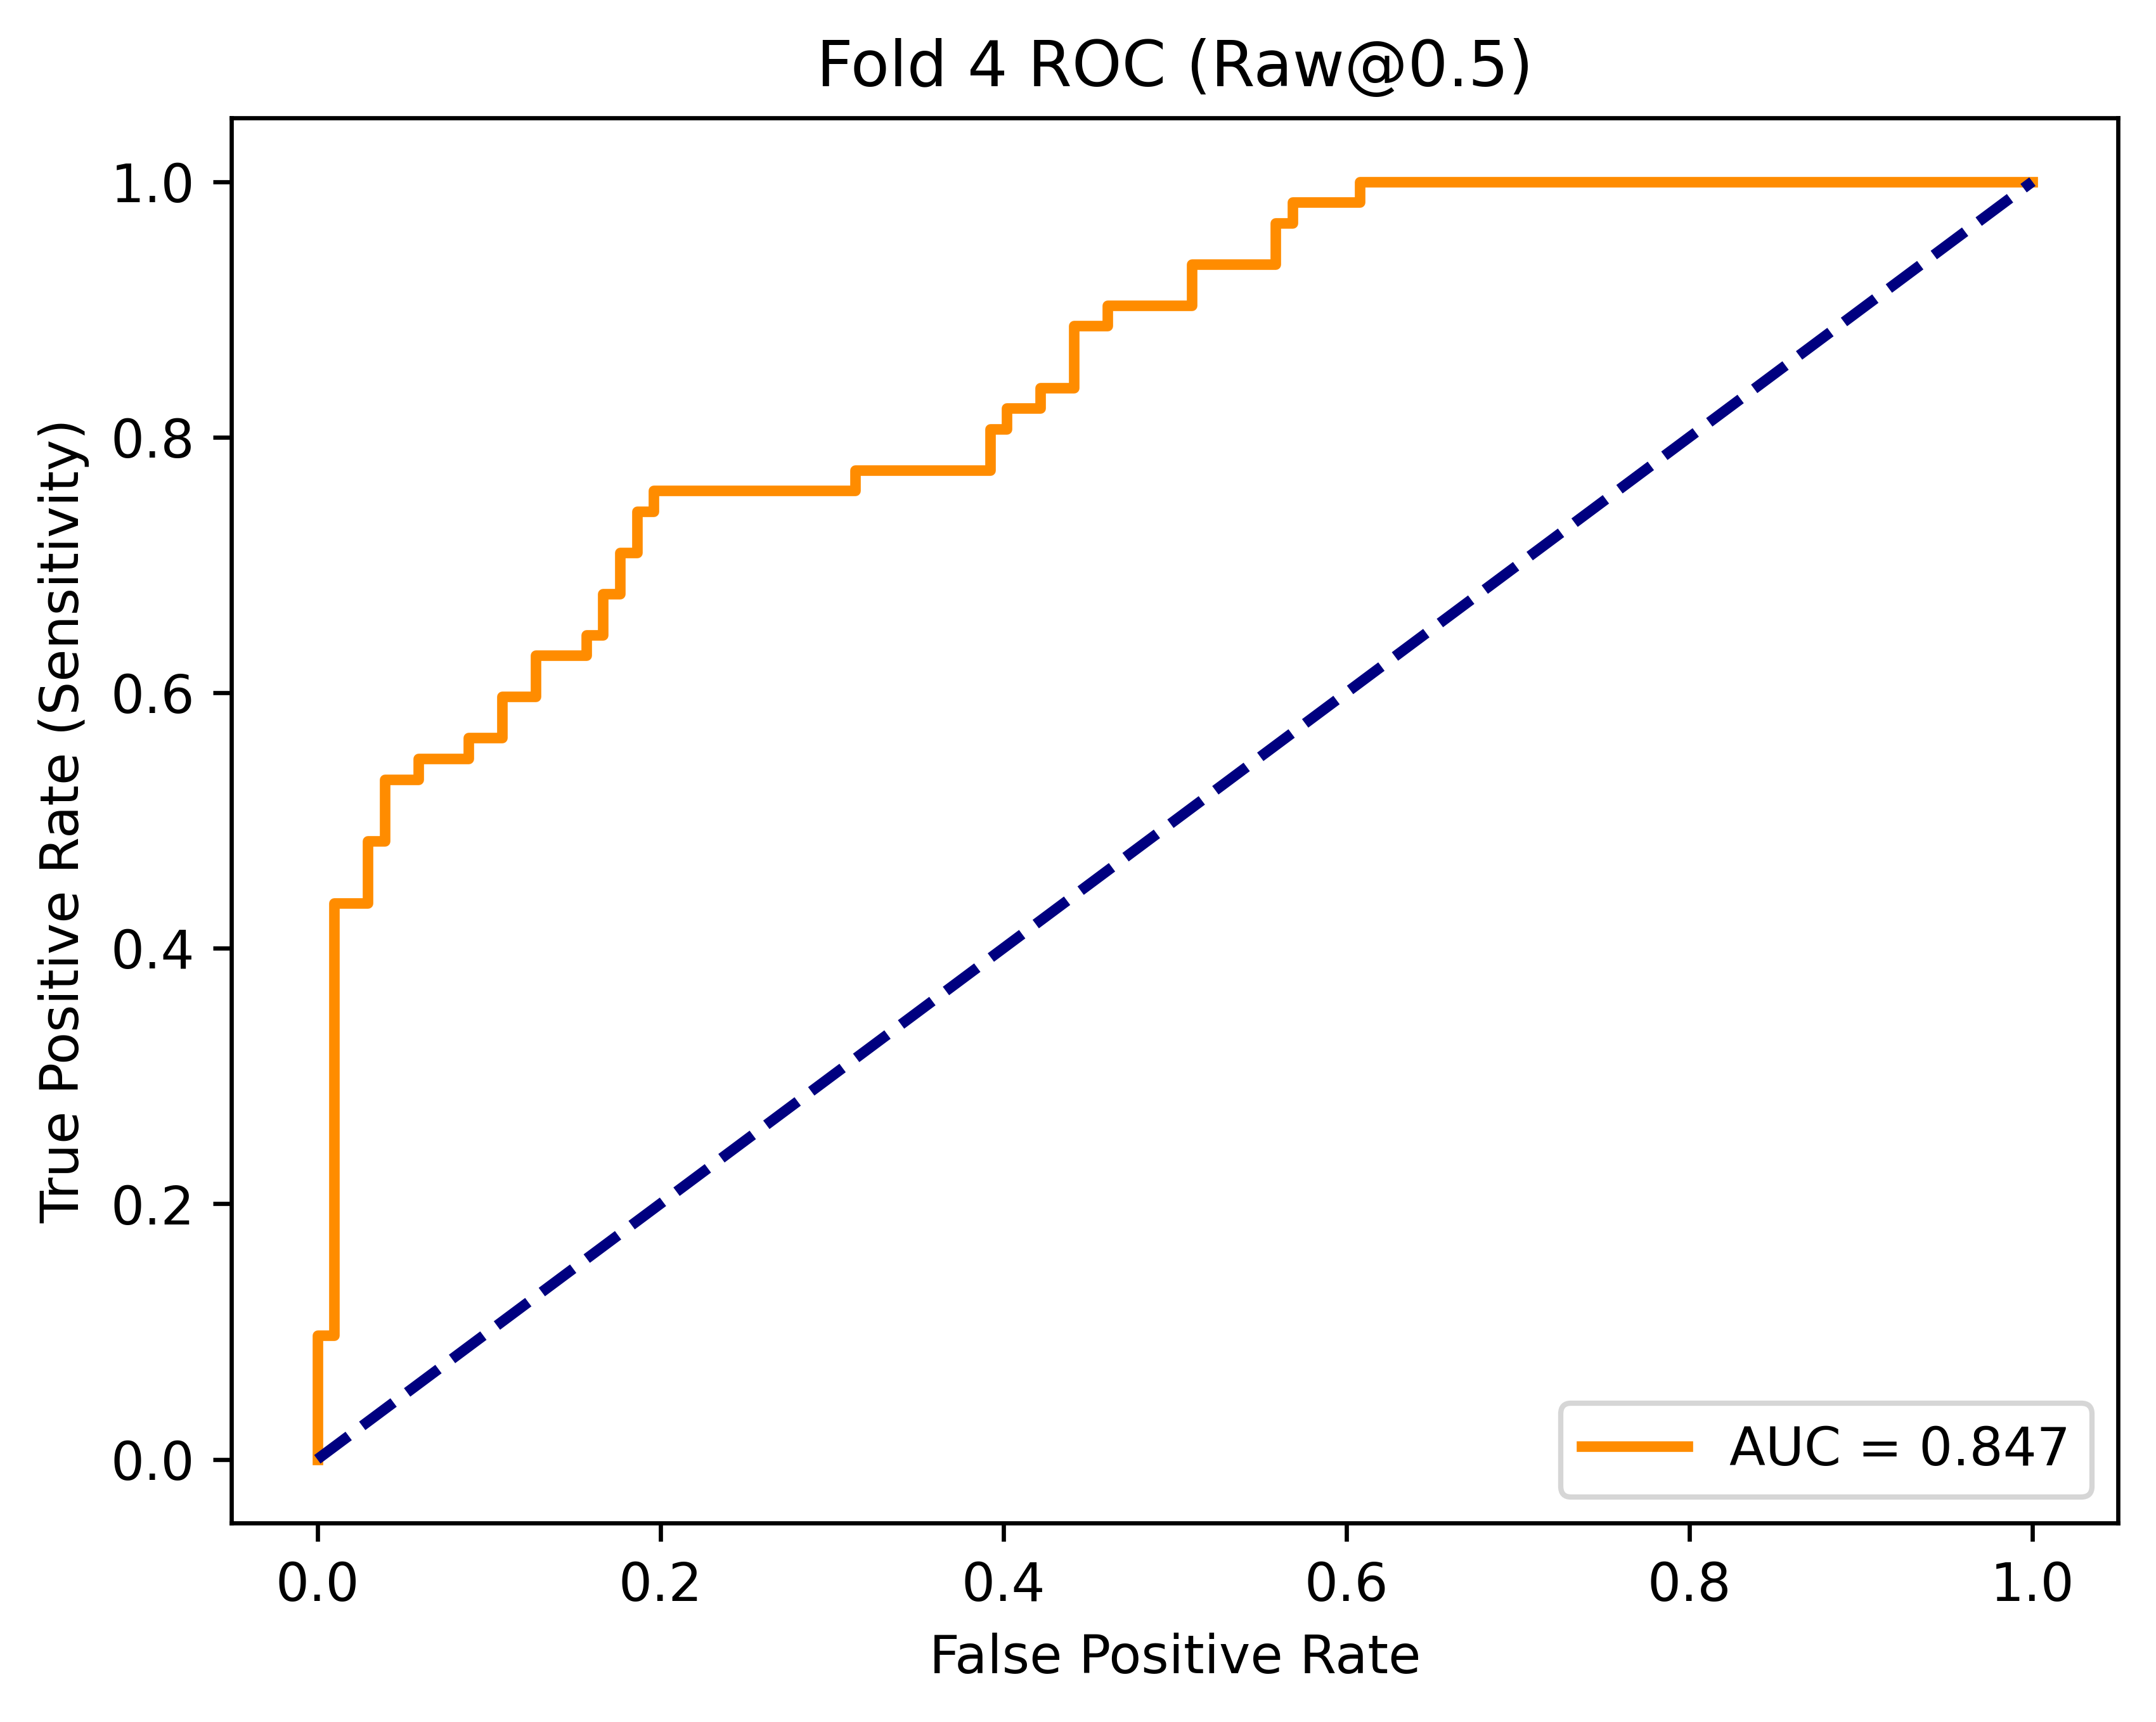 Fold 4 ROC (Raw@0.5)
True Positive Rate (Sensitivity)
1.0
0.8
0.6
0.4
0.2
0.0
AUC = 0.847
0.0 0.2 0.4 0.6 0.8 1.0
False Positive Rate